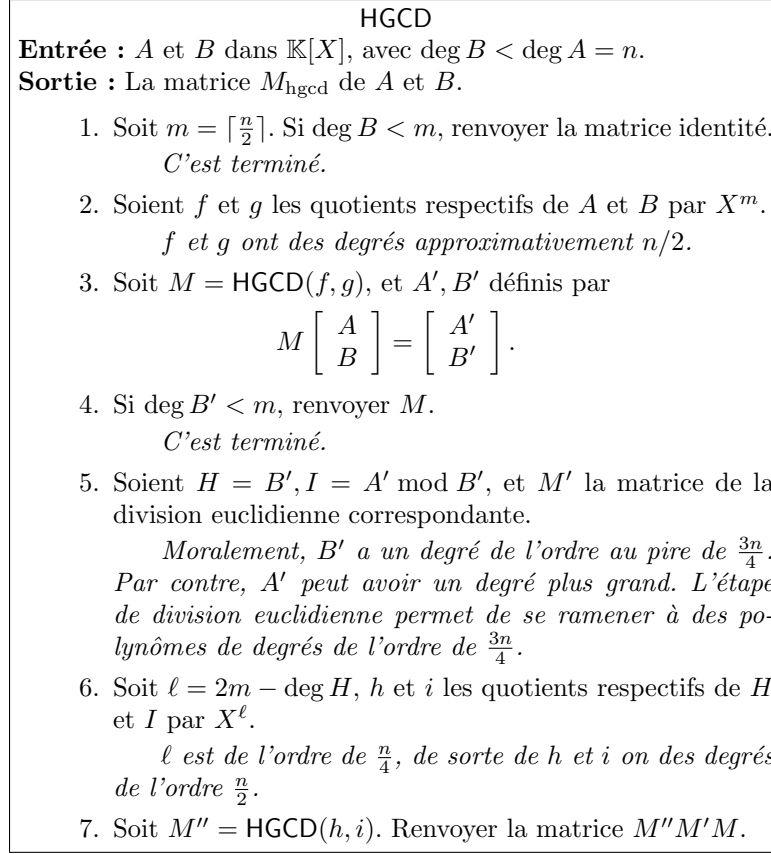 HGCD
Entrée : A et B dans 𝕂[X], avec deg B < deg A = n.
Sortie : La matrice M_hgcd de A et B.
1. Soit m = ⌈n/2⌉. Si deg B < m, renvoyer la matrice identité.
C'est terminé.
2. Soient f et g les quotients respectifs de A et B par X^m.
f et g ont des degrés approximativement n/2.
3. Soit M = HGCD(f, g), et A′, B′ définis par
M [ A B ] = [ A′ B′ ].
4. Si deg B′ < m, renvoyer M.
C'est terminé.
5. Soient H = B′, I = A′ mod B′, et M′ la matrice de la
division euclidienne correspondante.
Moralement, B′ a un degré de l'ordre au pire de 3n/4.
Par contre, A′ peut avoir un degré plus grand. L'étape
de division euclidienne permet de se ramener à des po-
lynômes de degrés de l'ordre de 3n/4.
6. Soit ℓ = 2m − deg H, h et i les quotients respectifs de H
et I par X^ℓ.
ℓ est de l'ordre de n/4, de sorte de h et i on des degrés
de l'ordre n/2.
7. Soit M″ = HGCD(h, i). Renvoyer la matrice M″M′M.